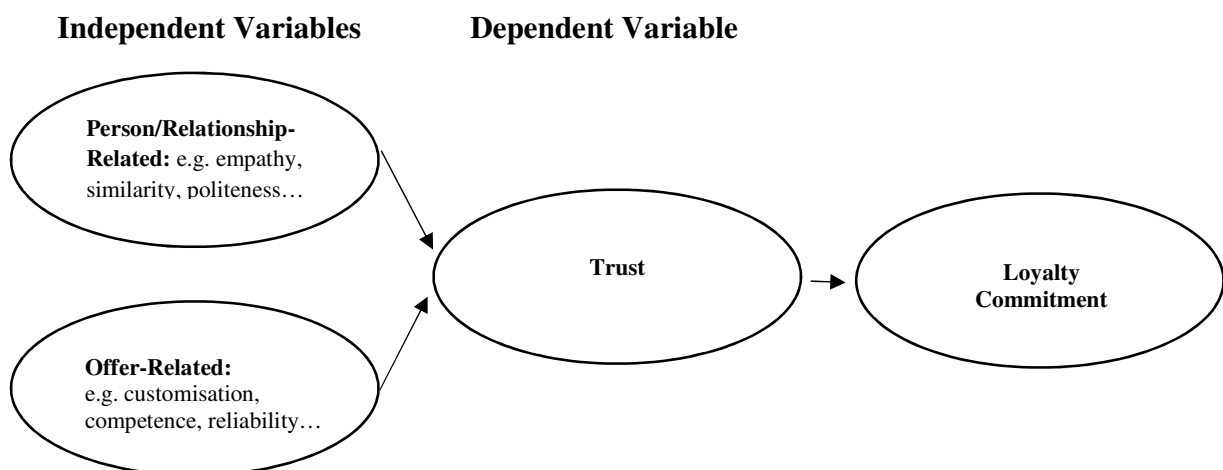 Independent Variables
Dependent Variable
Person/Relationship-
Related: e.g. empathy,
similarity, politeness…
Trust
Loyalty
Commitment
Offer-Related:
e.g. customisation,
competence, reliability…